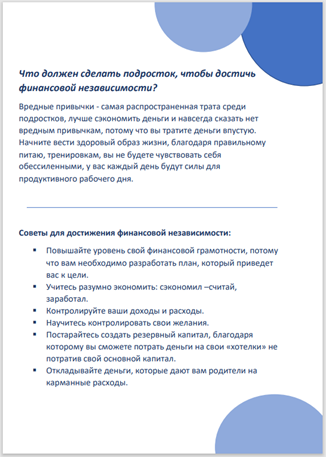 Что должен сделать подросток, чтобы достичь
финансовой независимости?
Вредные привычки - самая распространенная трата среди
подростков, лучше сэкономить деньги и навсегда сказать нет
вредным привычкам, потому что вы тратите деньги впустую.
Начните вести здоровый образ жизни, благодаря правильному
питаю, тренировкам, вы не будете чувствовать себя
обессиленными, у вас каждый день будут силы для
продуктивного рабочего дня.
Советы для достижения финансовой независимости:
▪ Повышайте уровень свой финансовой грамотности, потому
что вам необходимо разработать план, который приведет
вас к цели.
▪ Учитесь разумно экономить: сэкономил –считай,
заработал.
▪ Контролируйте ваши доходы и расходы.
▪ Научитесь контролировать свои желания.
▪ Постарайтесь создать резервный капитал, благодаря
которому вы сможете потрать деньги на свои «хотелки» не
потратив свой основной капитал.
▪ Откладывайте деньги, которые дают вам родители на
карманные расходы.